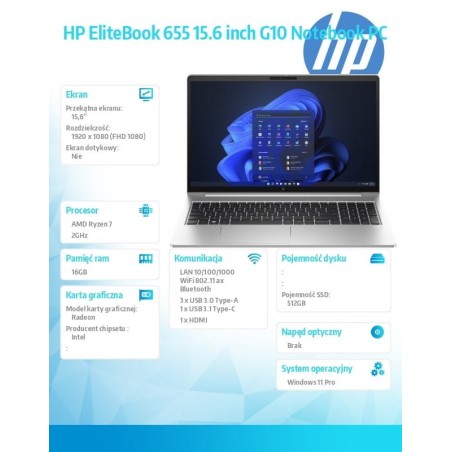 HP EliteBook 655 15.6 inch G10 Notebook PC
hp
Ekran
Przekątna ekranu:
15,6"
Rozdzielczość:
1920 x 1080 (FHD 1080)
Ekran dotykowy:
Nie
Procesor
AMD Ryzen 7
2GHz
Pamięć ram
16GB
Karta graficzna
Model karty graficznej:
Radeon
Producent chipsetu :
Intel
:
Komunikacja
LAN 10/100/1000
WiFi 802.11 ax
Bluetooth
3 x USB 3.0 Type-A
1 x USB 3.1 Type-C
1 x HDMI
Pojemność dysku
:
:
Pojemność SSD:
512GB
Napęd optyczny
Brak
System operacyjny
Windows 11 Pro